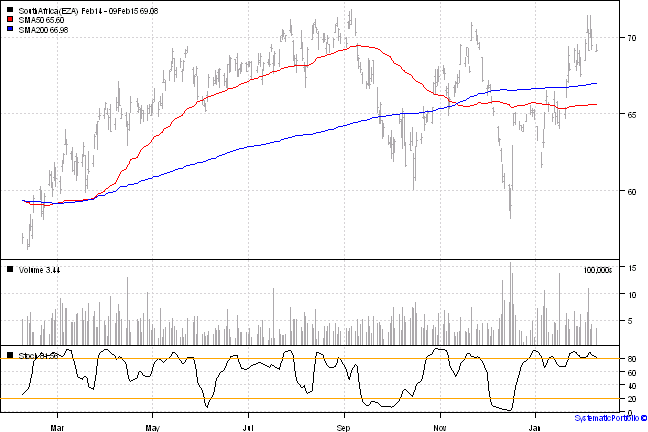 SouthAfrica(EZA) Feb14 - 09Feb15 69.08
SMA50 65.60
SMA200 66.98
70
65
60
Volume 3.44
100,000s
15
10
5
80
60
40
20
0
Mar May Jul Sep Nov Jan
SystematicPortfolio ©